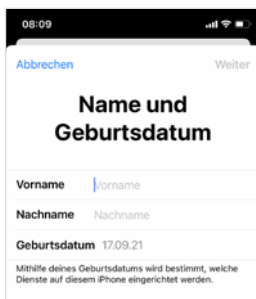 08:09
Abbrechen Weiter
Name und
Geburtsdatum
Vorname Vorname
Nachname Nachname
Geburtsdatum 17.09.21
Mithilfe deines Geburtsdatums wird bestimmt, welche
Dienste auf diesem iPhone eingerichtet werden.